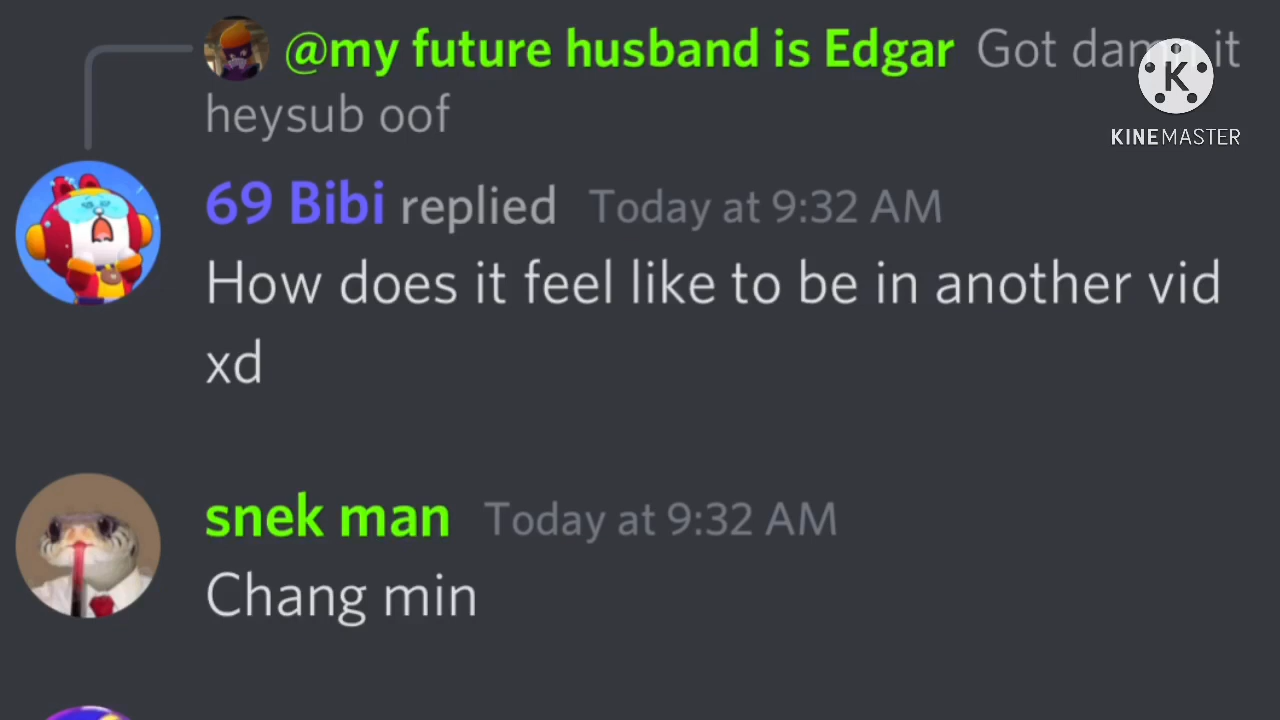 @my future husband is Edgar Got damn it
heysub oof
K
KINEMASTER
69 Bibi replied Today at 9:32 AM
How does it feel like to be in another vid
xd
snek man Today at 9:32 AM
Chang min